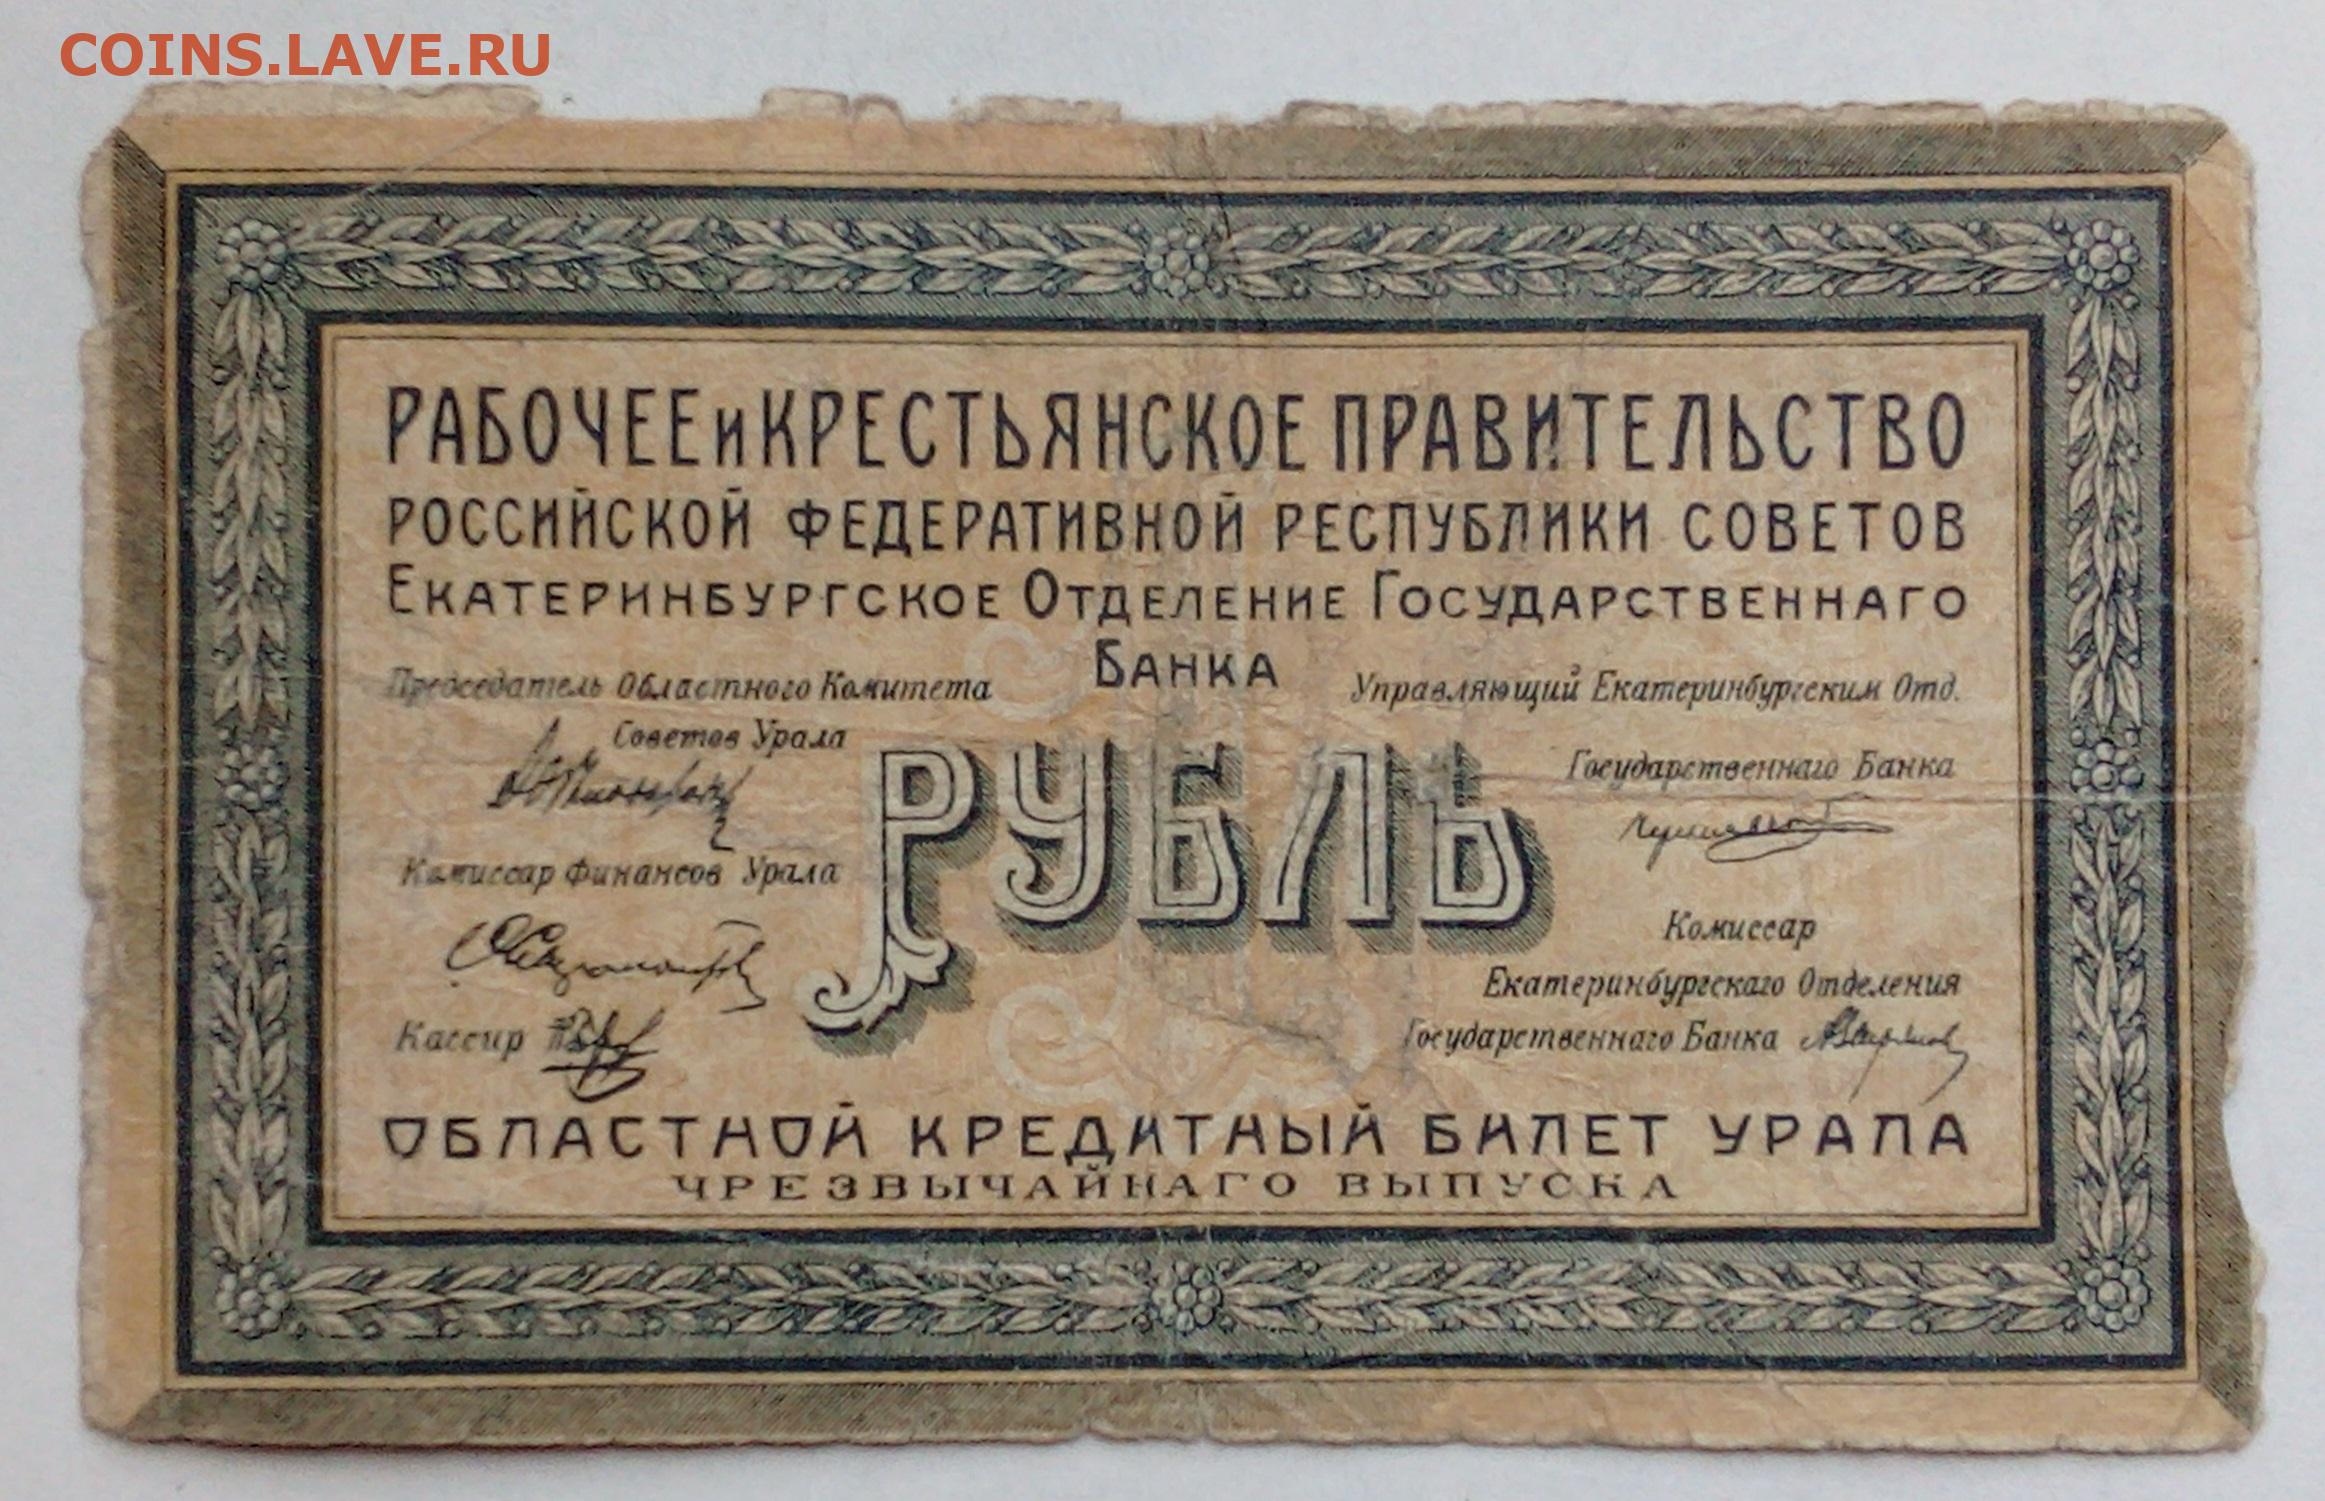 COINS.LAVE.RU
РАБОЧЕЕ и КРЕСТЬЯНСКОЕ ПРАВИТЕЛЬСТВО
РОССИЙСКОЙ ФЕДЕРАТИВНОЙ РЕСПУБЛИКИ СОВЕТОВ
ЕКАТЕРИНБУРГСКОЕ ОТДЕЛЕНИЕ ГОСУДАРСТВЕННАГО
БАНКА
Председатель Областного Комитета
Советов Урала
Управляющий Екатеринбургским Отд.
Государственнаго Банка
РУБЛЬ
Комиссар Финансов Урала
Комиссар
Екатеринбургскаго Отделения
Государственнаго Банка
Кассир
ОБЛАСТНОЙ КРЕДИТНЫЙ БИЛЕТ УРАЛА
ЧРЕЗВЫЧАЙНАГО ВЫПУСКА